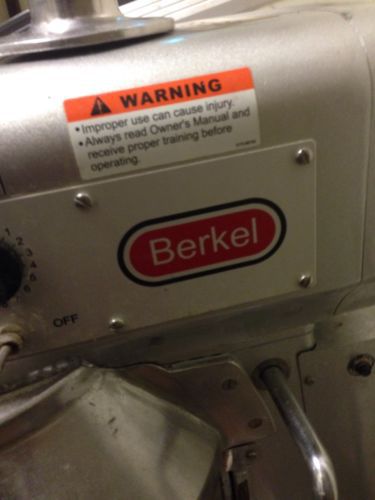 WARNING
• Improper use can cause injury.
• Always read Owner's Manual and
receive proper training before
operating.
Berkel
1
2
3
4
5
6
OFF